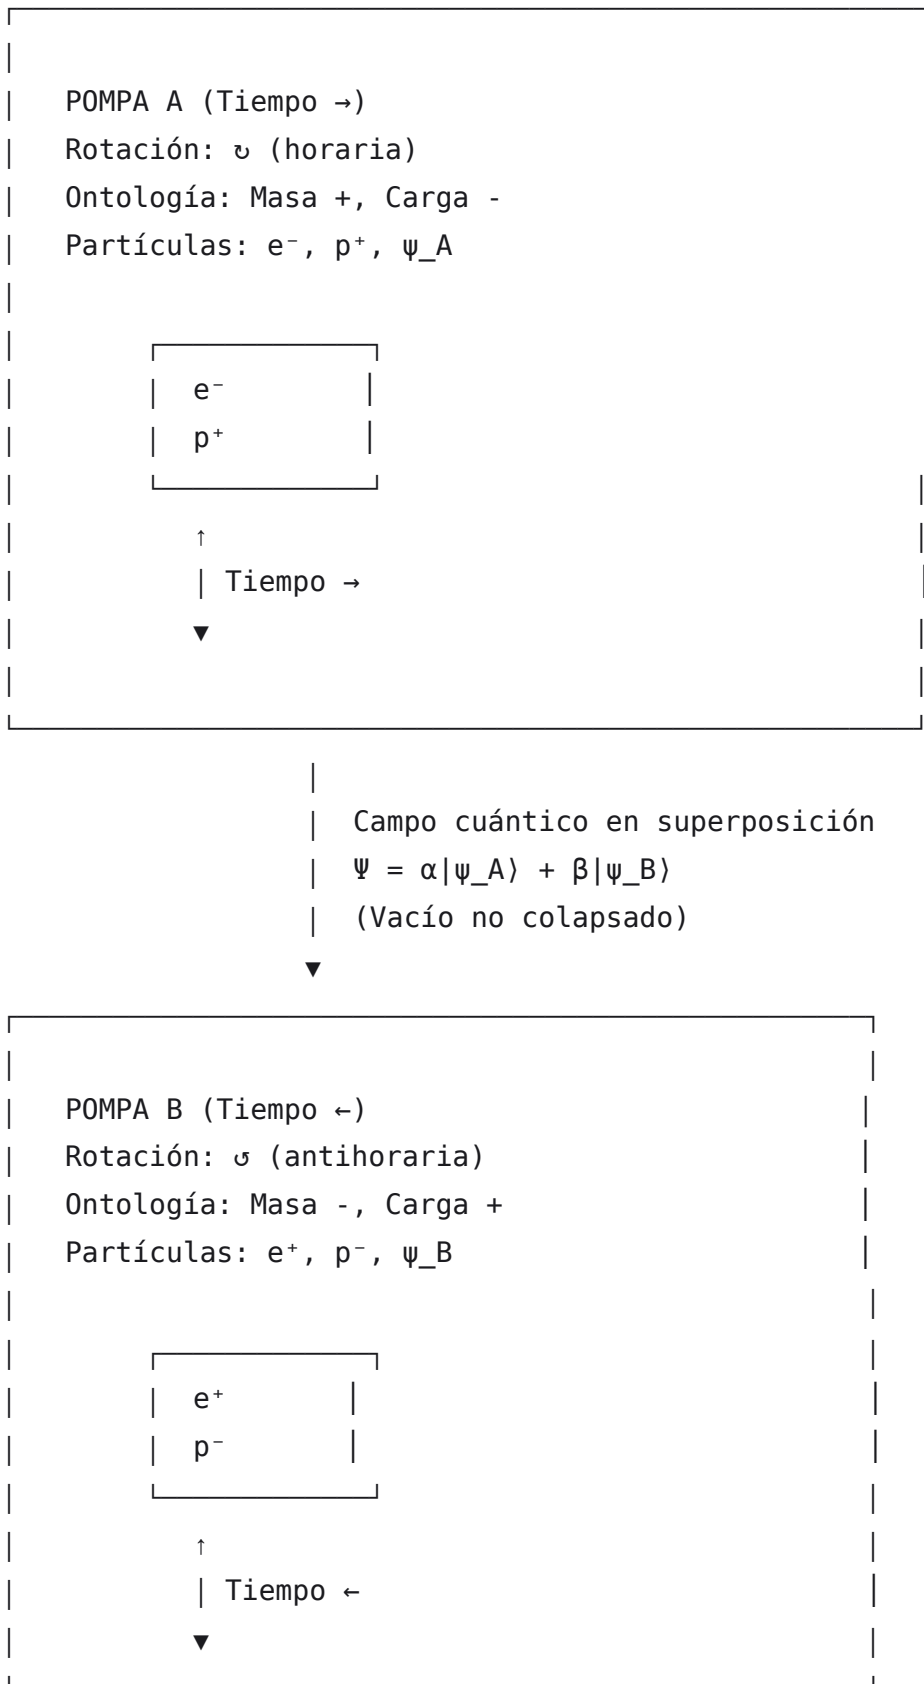 POMPA A (Tiempo →)
Rotación: ↻ (horaria)
Ontología: Masa +, Carga -
Partículas: e⁻, p⁺, ψ_A
e⁻
p⁺
↑
| Tiempo →
▼
|
| Campo cuántico en superposición
| Ψ = α|ψ_A⟩ + β|ψ_B⟩
| (Vacío no colapsado)
▼
POMPA B (Tiempo ←)
Rotación: ↺ (antihoraria)
Ontología: Masa -, Carga +
Partículas: e⁺, p⁻, ψ_B
e⁺
p⁻
↑
| Tiempo ←
▼